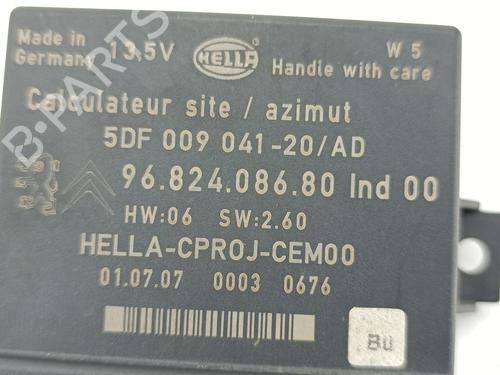 Made in
Germany 13,5V HELLA W 5
Handle with care
Calculateur site / azimut
5DF 009 041-20/AD
96.824.086.80 Ind 00
HW:06 SW:2.60
HELLA-CPROJ-CEM00
01.07.07 0003 0676
Bu
B-PARTS